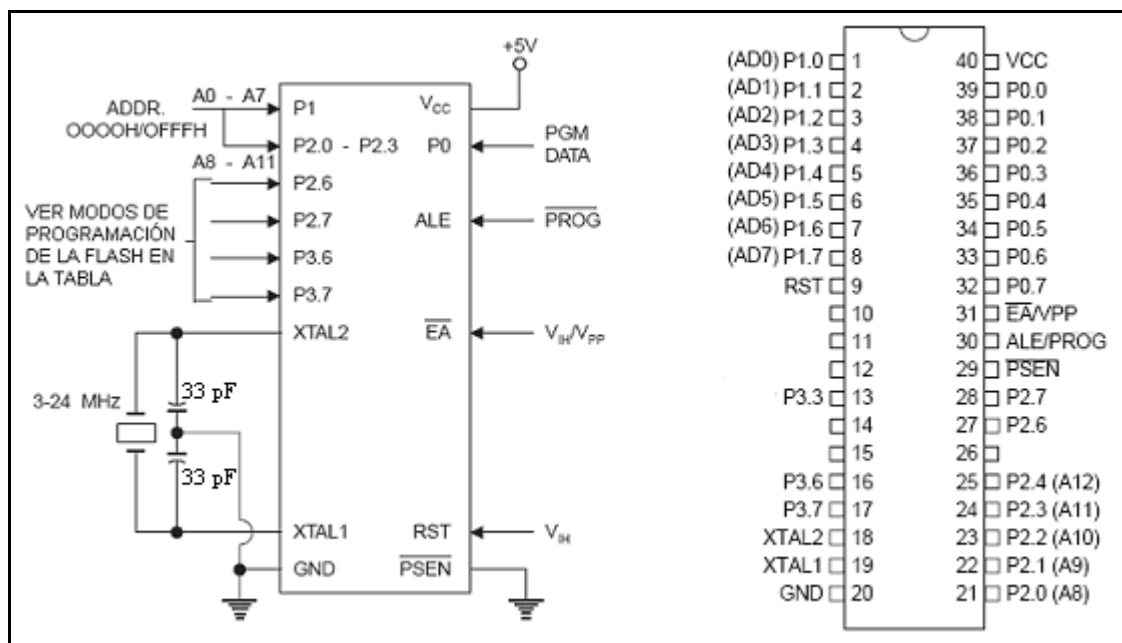 +5V
A0 - A7
ADDR.
OOOOH/OFFFH
P1
VCC
P2.0 - P2.3
P0
PGM
DATA
A8 - A11
P2.6
VER MODOS DE
PROGRAMACIÓN
DE LA FLASH EN
LA TABLA
P2.7
ALE
PROG
P3.6
P3.7
XTAL2
EA
VIH/VPP
3-24 MHz
33 pF
33 pF
XTAL1
RST
VIH
GND
PSEN
(AD0) P1.0 1 40 VCC
(AD1) P1.1 2 39 P0.0
(AD2) P1.2 3 38 P0.1
(AD3) P1.3 4 37 P0.2
(AD4) P1.4 5 36 P0.3
(AD5) P1.5 6 35 P0.4
(AD6) P1.6 7 34 P0.5
(AD7) P1.7 8 33 P0.6
RST 9 32 P0.7
10 31 EA/VPP
11 30 ALE/PROG
12 29 PSEN
P3.3 13 28 P2.7
14 27 P2.6
15 26
P3.6 16 25 P2.4 (A12)
P3.7 17 24 P2.3 (A11)
XTAL2 18 23 P2.2 (A10)
XTAL1 19 22 P2.1 (A9)
GND 20 21 P2.0 (A8)